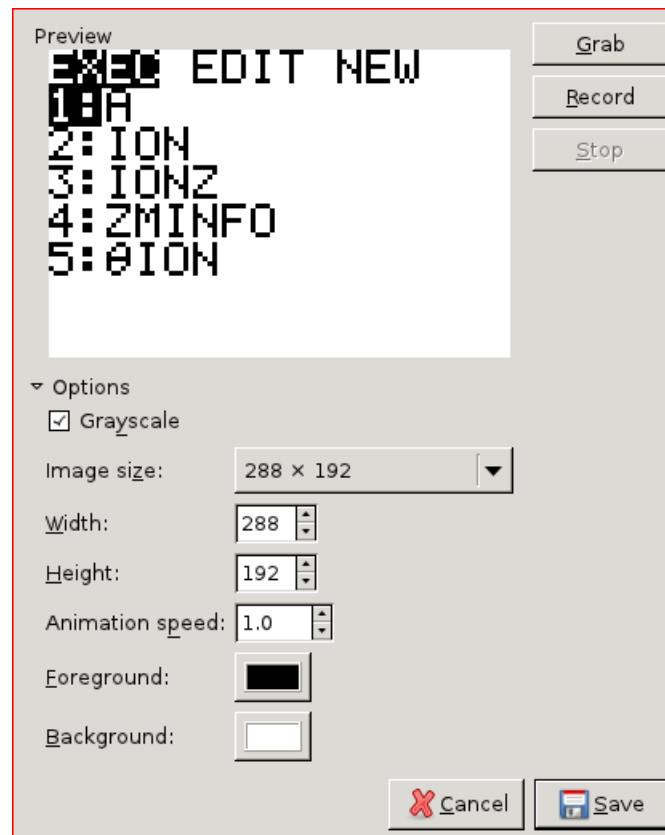 Preview
EXEC EDIT NEW
1:A
2:ION
3:IONZ
4:ZMINFO
5:θION
Grab
Record
Stop
Options
Grayscale
Image size: 288 × 192
Width: 288
Height: 192
Animation speed: 1.0
Foreground:
Background:
Cancel Save